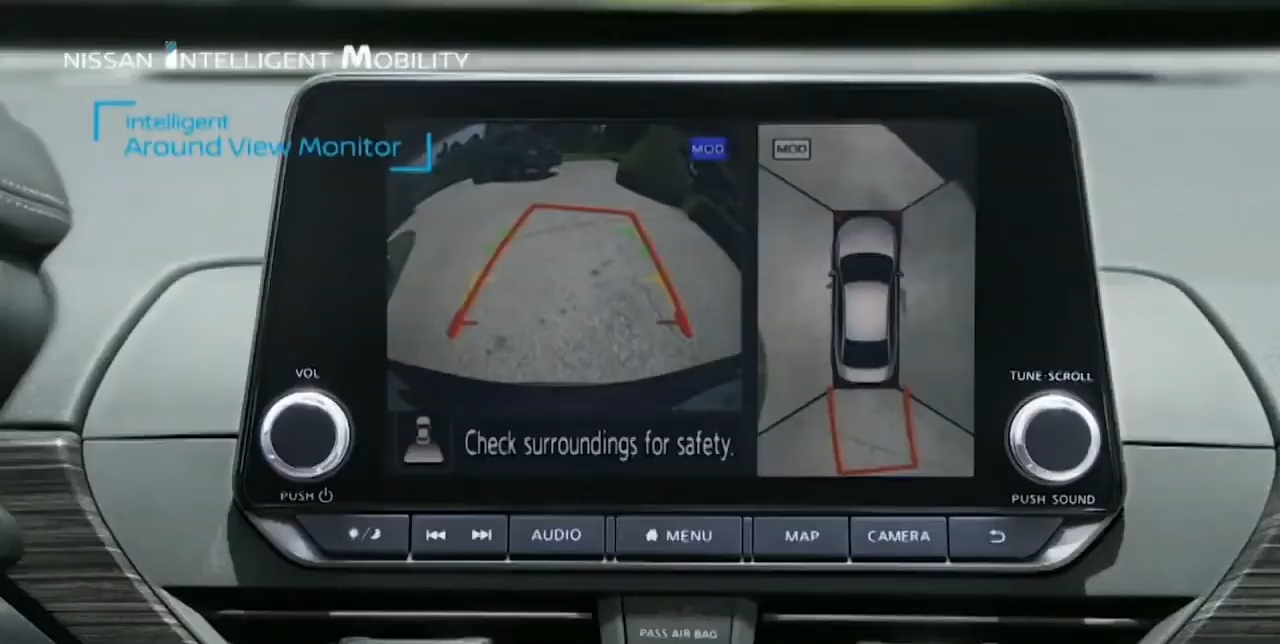 NISSAN INTELLIGENT MOBILITY
Intelligent
Around View Monitor
MOD
MOD
VOL
TUNE·SCROLL
Check surroundings for safety.
PUSH
PUSH SOUND
AUDIO
MENU
MAP
CAMERA
PASS AIR BAG